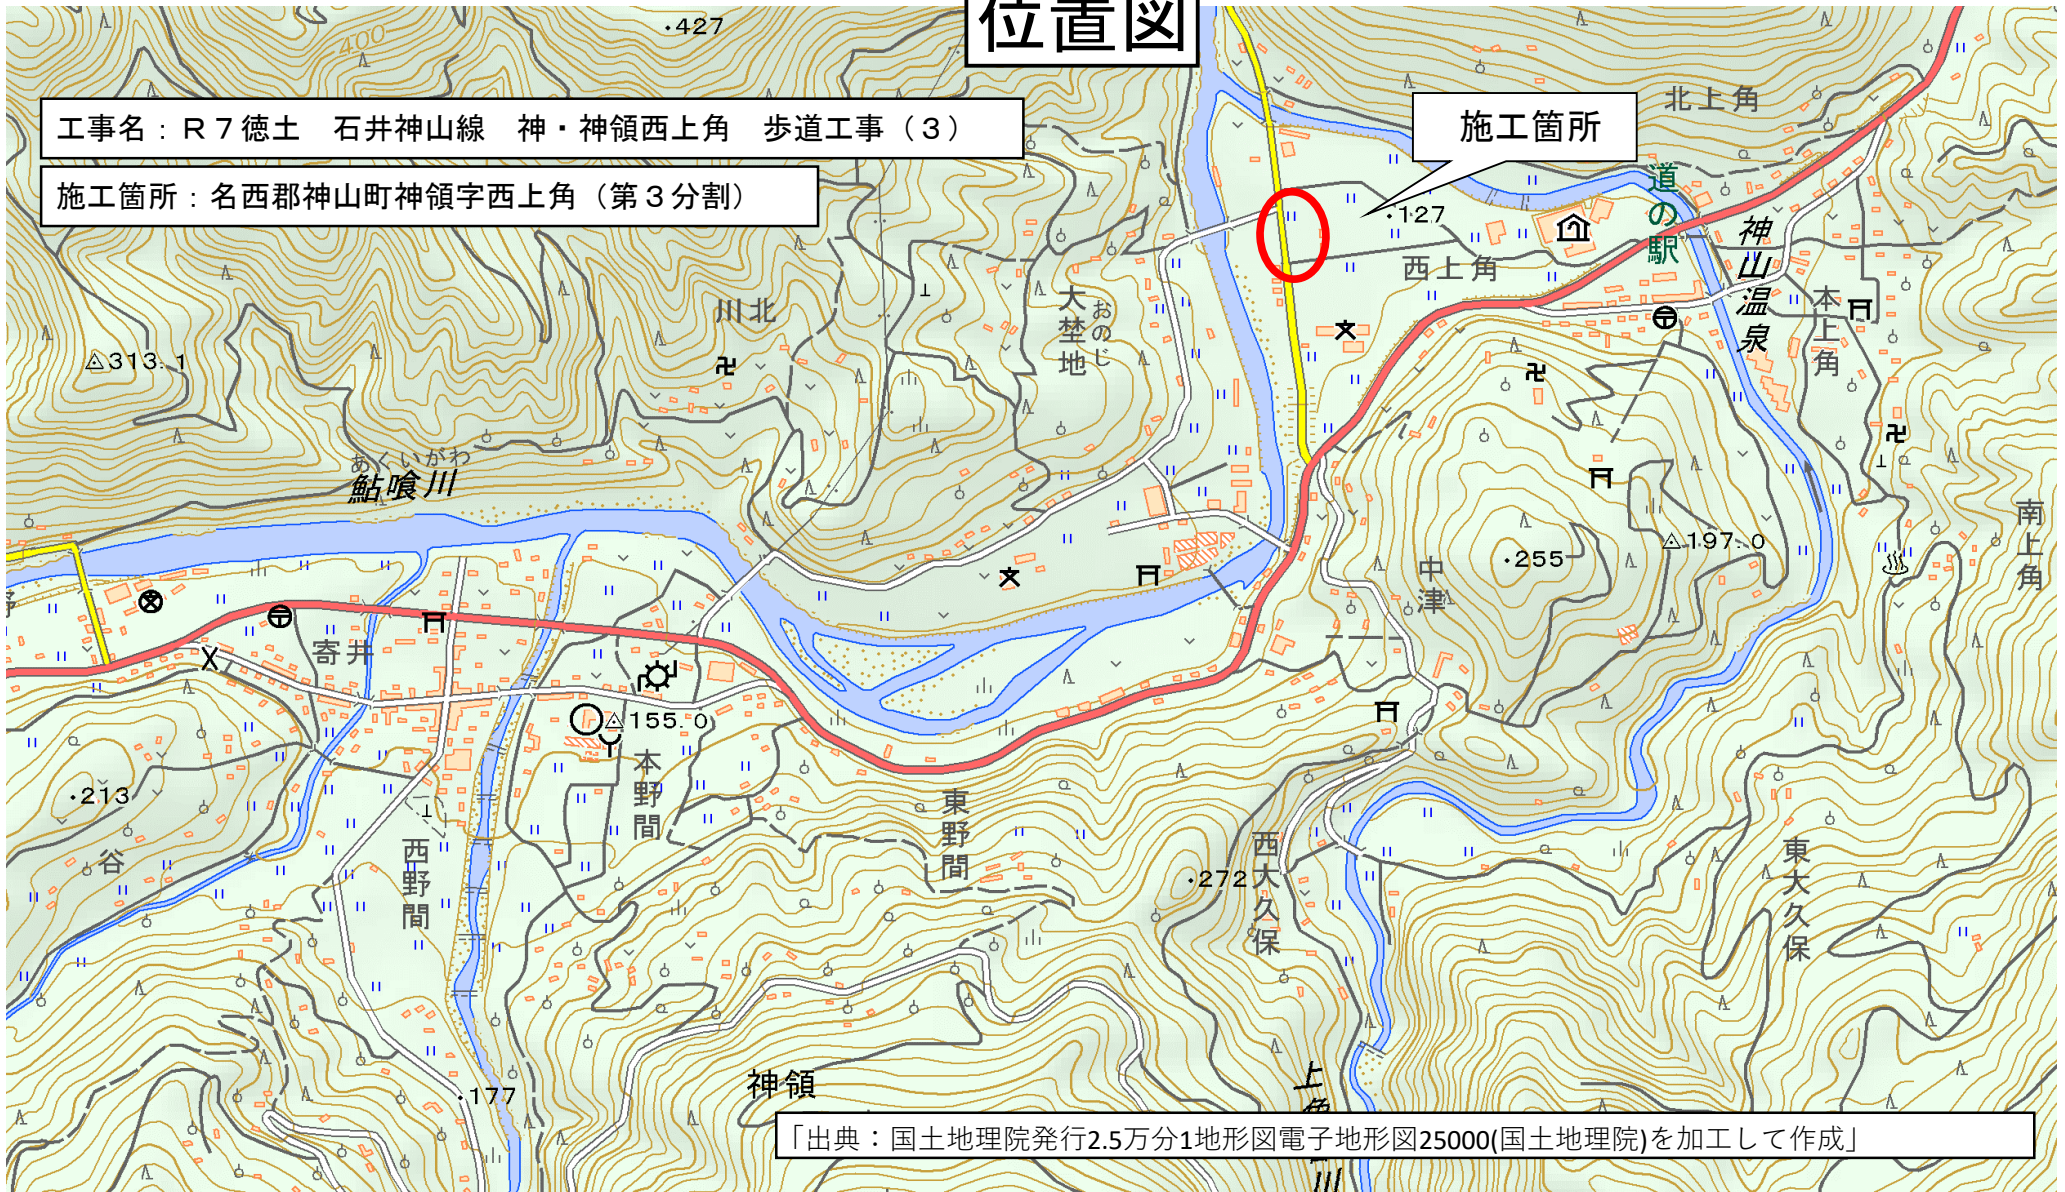 位置図
工事名：Ｒ７徳土　石井神山線　神・神領西上角　歩道工事（３）
施工箇所：名西郡神山町神領字西上角（第３分割）
施工箇所
・427
400
北上角
道の駅
・127
西上角
神山温泉
本上角
川北
大埜地
おのじ
313.1
あくいがわ
鮎喰川
南上角
197.0
・255
中津
寄井
155.0
本野間
東野間
・213
谷
西野間
・272
西大久保
東大久保
・177
神領
上角
川
「出典：国土地理院発行2.5万分1地形図電子地形図25000(国土地理院)を加工して作成」